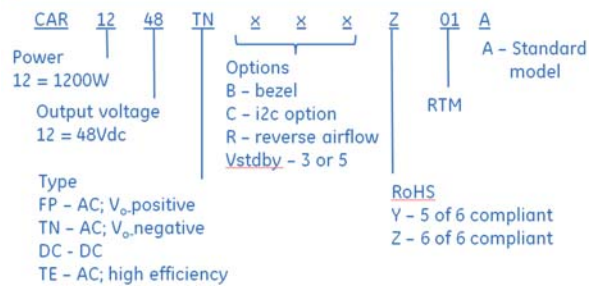 CAR 12 48 TN x x x Z 01 A
A – Standard
model
Power
12 = 1200W
Output voltage
12 = 48Vdc
Type
FP – AC; Vo.positive
TN – AC; Vo.negative
DC - DC
TE – AC; high efficiency
Options
B – bezel
C – i2c option
R – reverse airflow
Vstdby – 3 or 5
RTM
RoHS
Y – 5 of 6 compliant
Z – 6 of 6 compliant